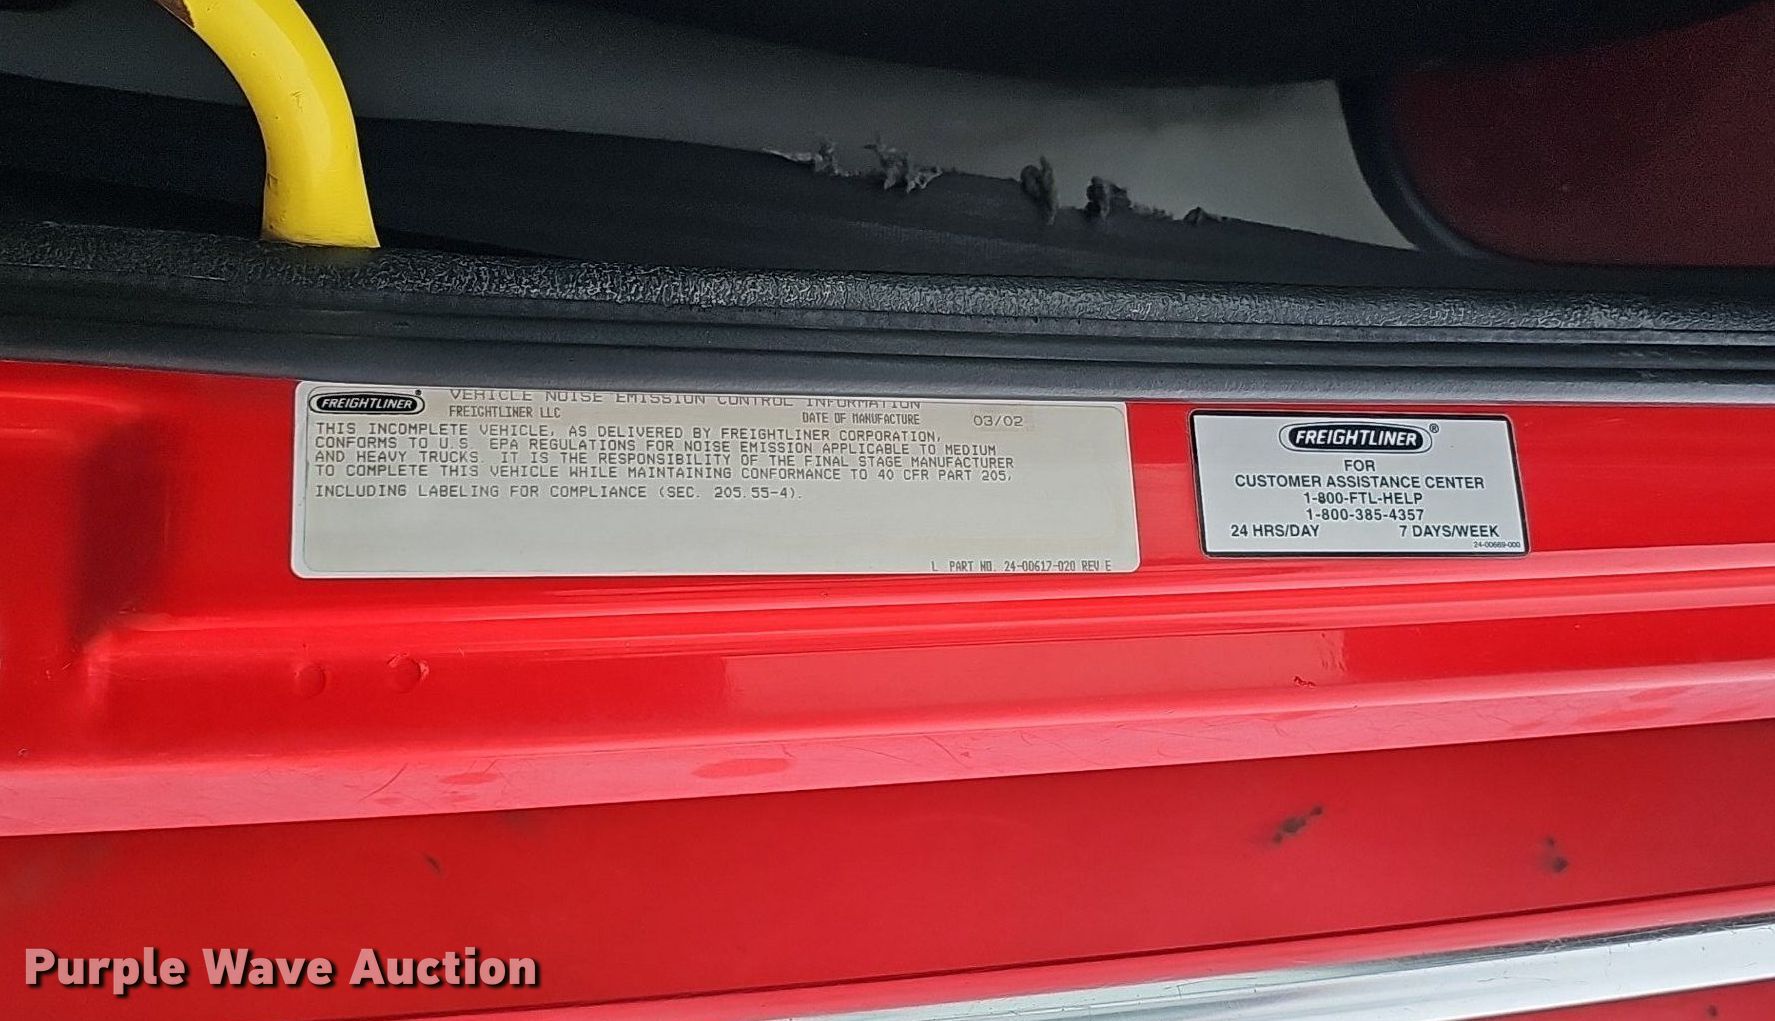 FREIGHTLINER®
VEHICLE NOISE EMISSION CONTROL INFORMATION
FREIGHTLINER LLC DATE OF MANUFACTURE 03/02
THIS INCOMPLETE VEHICLE, AS DELIVERED BY FREIGHTLINER CORPORATION,
CONFORMS TO U.S. EPA REGULATIONS FOR NOISE EMISSION APPLICABLE TO MEDIUM
AND HEAVY TRUCKS. IT IS THE RESPONSIBILITY OF THE FINAL STAGE MANUFACTURER
TO COMPLETE THIS VEHICLE WHILE MAINTAINING CONFORMANCE TO 40 CFR PART 205,
INCLUDING LABELING FOR COMPLIANCE (SEC. 205.55-4).
L PART NO. 24-00617-020 REV E
FREIGHTLINER®
FOR
CUSTOMER ASSISTANCE CENTER
1-800-FTL-HELP
1-800-385-4357
24 HRS/DAY 7 DAYS/WEEK
24-00669-000
Purple Wave Auction